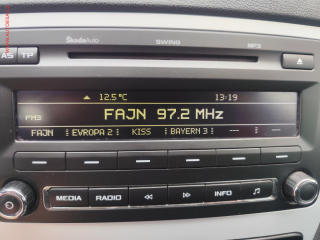 ŠkodaAuto SWING MP3
AS TP
12.5 °C 13:19
FM3 FAJN 97.2 MHz
FAJN EVROPA 2 KISS BAYERN 3 --- ---
MEDIA RADIO INFO